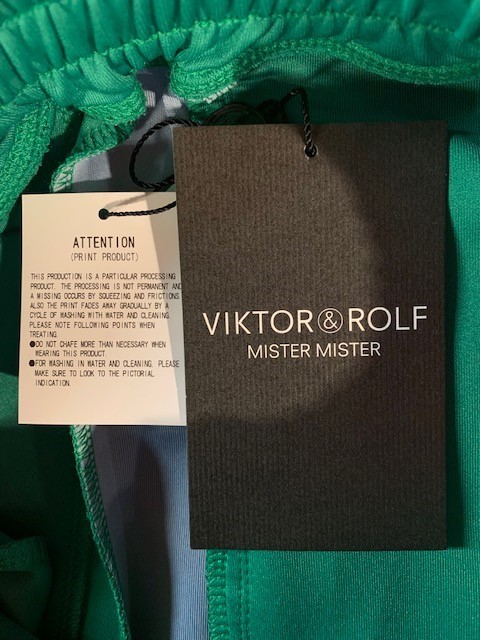 ATTENTION
(PRINT PRODUCT)
THIS PRODUCTION IS A PARTICULAR PROCESSING
PRODUCT. THE PROCESSING IS NOT PERMANENT AND
A MISSING OCCURS BY SQUEEZING AND FRICTIONS.
ALSO THE PRINT FADES AWAY GRADUALLY BY A
CYCLE OF WASHING WITH WATER AND CLEANING.
PLEASE NOTE FOLLOWING POINTS WHEN
TREATING.
●DO NOT CHAFE MORE THAN NECESSARY WHEN
WEARING THIS PRODUCT.
●FOR WASHING IN WATER AND CLEANING, PLEASE
MAKE SURE TO LOOK TO THE PICTORIAL
INDICATION.
VIKTOR&ROLF
MISTER MISTER